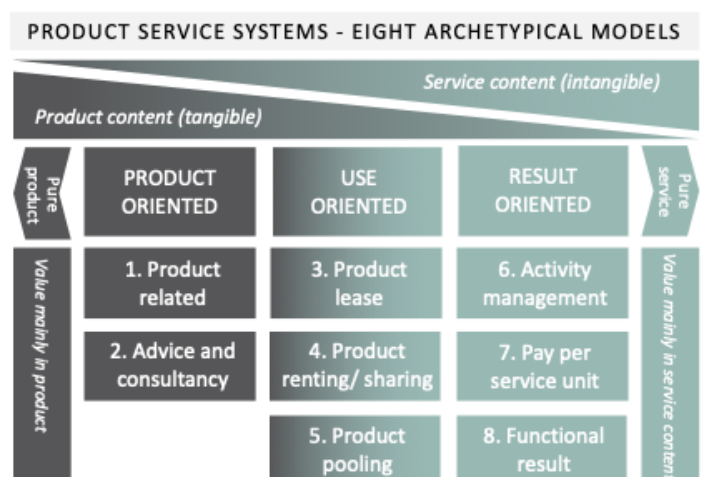 PRODUCT SERVICE SYSTEMS - EIGHT ARCHETYPICAL MODELS
Service content (intangible)
Product content (tangible)
Pure
product
PRODUCT
ORIENTED
USE
ORIENTED
RESULT
ORIENTED
Pure
service
Value mainly in product
1. Product
related
3. Product
lease
6. Activity
management
Value mainly in service content
2. Advice and
consultancy
4. Product
renting/ sharing
7. Pay per
service unit
5. Product
pooling
8. Functional
result